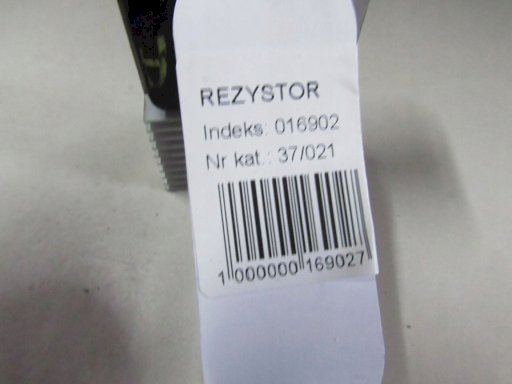 REZYSTOR
Indeks: 016902
Nr kat.: 37/021
1 000000 169027